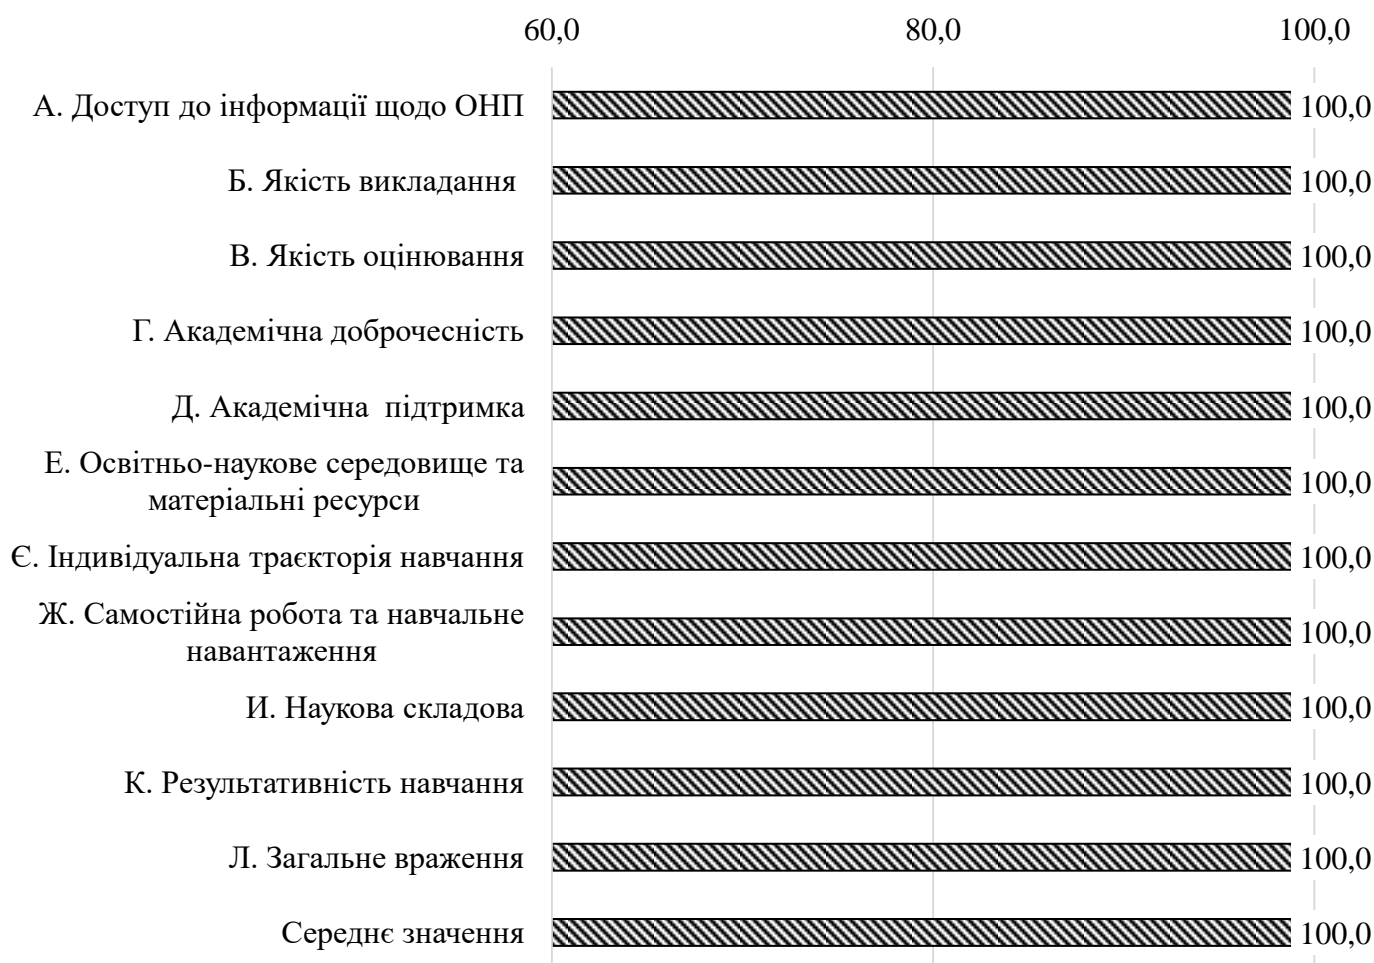 60,0 80,0 100,0
А. Доступ до інформації щодо ОНП 100,0
Б. Якість викладання 100,0
В. Якість оцінювання 100,0
Г. Академічна доброчесність 100,0
Д. Академічна підтримка 100,0
Е. Освітньо-наукове середовище та
матеріальні ресурси 100,0
Є. Індивідуальна траєкторія навчання 100,0
Ж. Самостійна робота та навчальне
навантаження 100,0
И. Наукова складова 100,0
К. Результативність навчання 100,0
Л. Загальне враження 100,0
Середнє значення 100,0